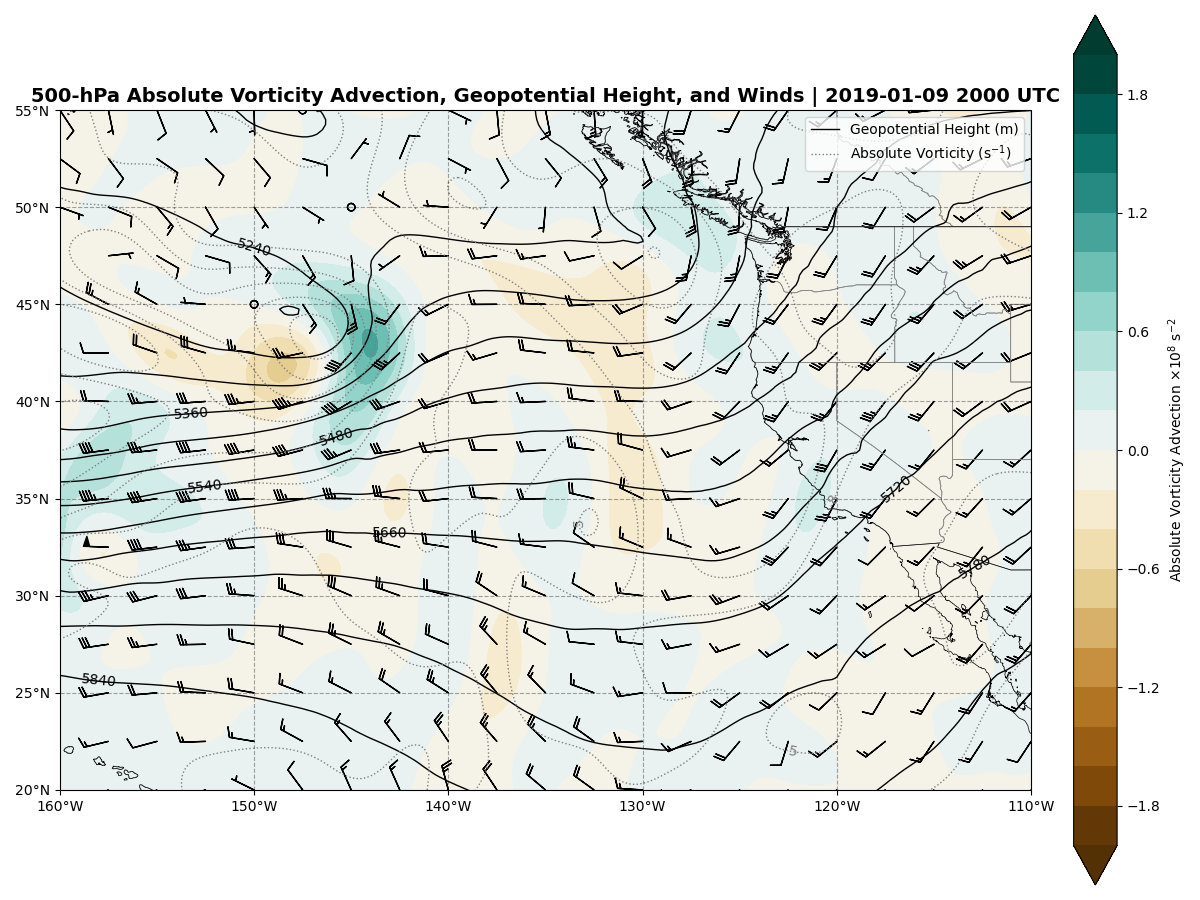 500-hPa Absolute Vorticity Advection, Geopotential Height, and Winds | 2019-01-09 2000 UTC
Geopotential Height (m)
Absolute Vorticity (s⁻¹)
55°N
50°N
45°N
40°N
35°N
30°N
25°N
20°N
160°W
150°W
140°W
130°W
120°W
110°W
5240
5360
5480
5540
5660
5720
5780
5840
5
5
1.8
1.2
0.6
0.0
−0.6
−1.2
−1.8
Absolute Vorticity Advection ×10⁸ s⁻²